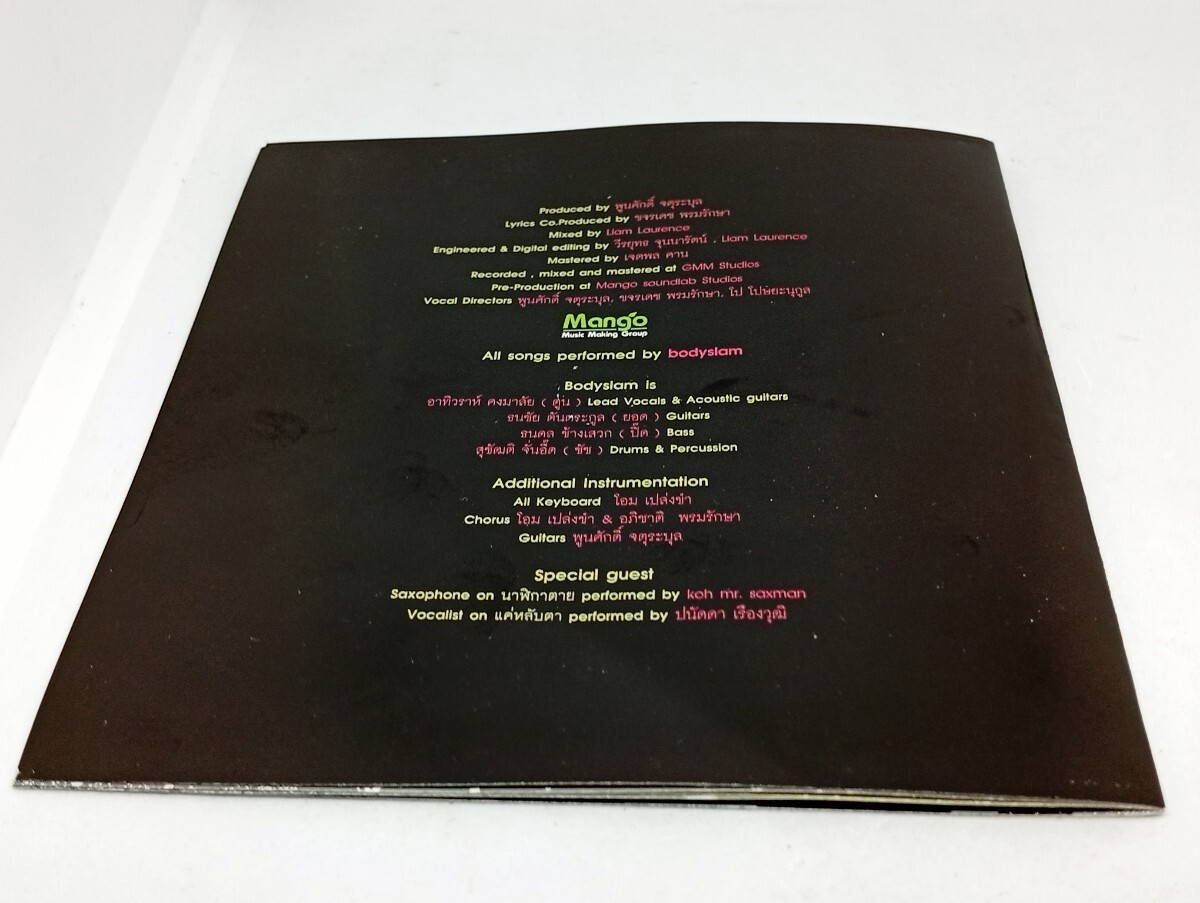 Produced by พูนศักดิ์ จตุระบุล
Lyrics Co.Produced by ขจรเดช พรมรักษา
Mixed by Liam Laurence
Engineered & Digital editing by วีรยุทธ จุนนารัตน์ , Liam Laurence
Mastered by เจตพล คาน
Recorded , mixed and mastered at GMM Studios
Pre-Production at Mango soundlab Studios
Vocal Directors พูนศักดิ์ จตุระบุล, ขจรเดช พรมรักษา, โป โปษยะนุกูล
Mango
Music Making Group
All songs performed by bodyslam
Bodyslam is
อาทิวราห์ คงมาลัย ( ตูน ) Lead Vocals & Acoustic guitars
ธนชัย ตันตระกูล ( ยอด ) Guitars
ธนดล ช้างเสวก ( ปิ๊ด ) Bass
สุชัฒติ จั่นอี๊ด ( ชัช ) Drums & Percussion
Additional instrumentation
All Keyboard โอม เปล่งขำ
Chorus โอม เปล่งขำ & อภิชาติ พรมรักษา
Guitars พูนศักดิ์ จตุระบุล
Special guest
Saxophone on นาฬิกาตาย performed by koh mr. saxman
Vocalist on แค่หลับตา performed by ปนัดดา เรืองวุฒิ